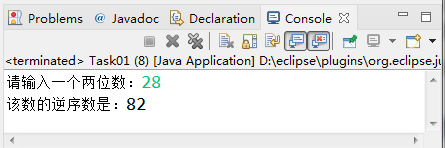 Problems @ Javadoc Declaration Console
<terminated> Task01 (8) [Java Application] D:\eclipse\plugins\org.eclipse.ju
请输入一个两位数：28
该数的逆序数是：82